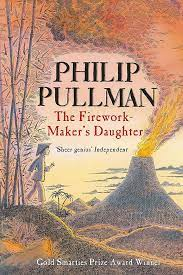 PHILIP
PULLMAN
The Firework-
Maker's Daughter
'Sheer genius' Independent
Gold Smarties Prize Award Winner